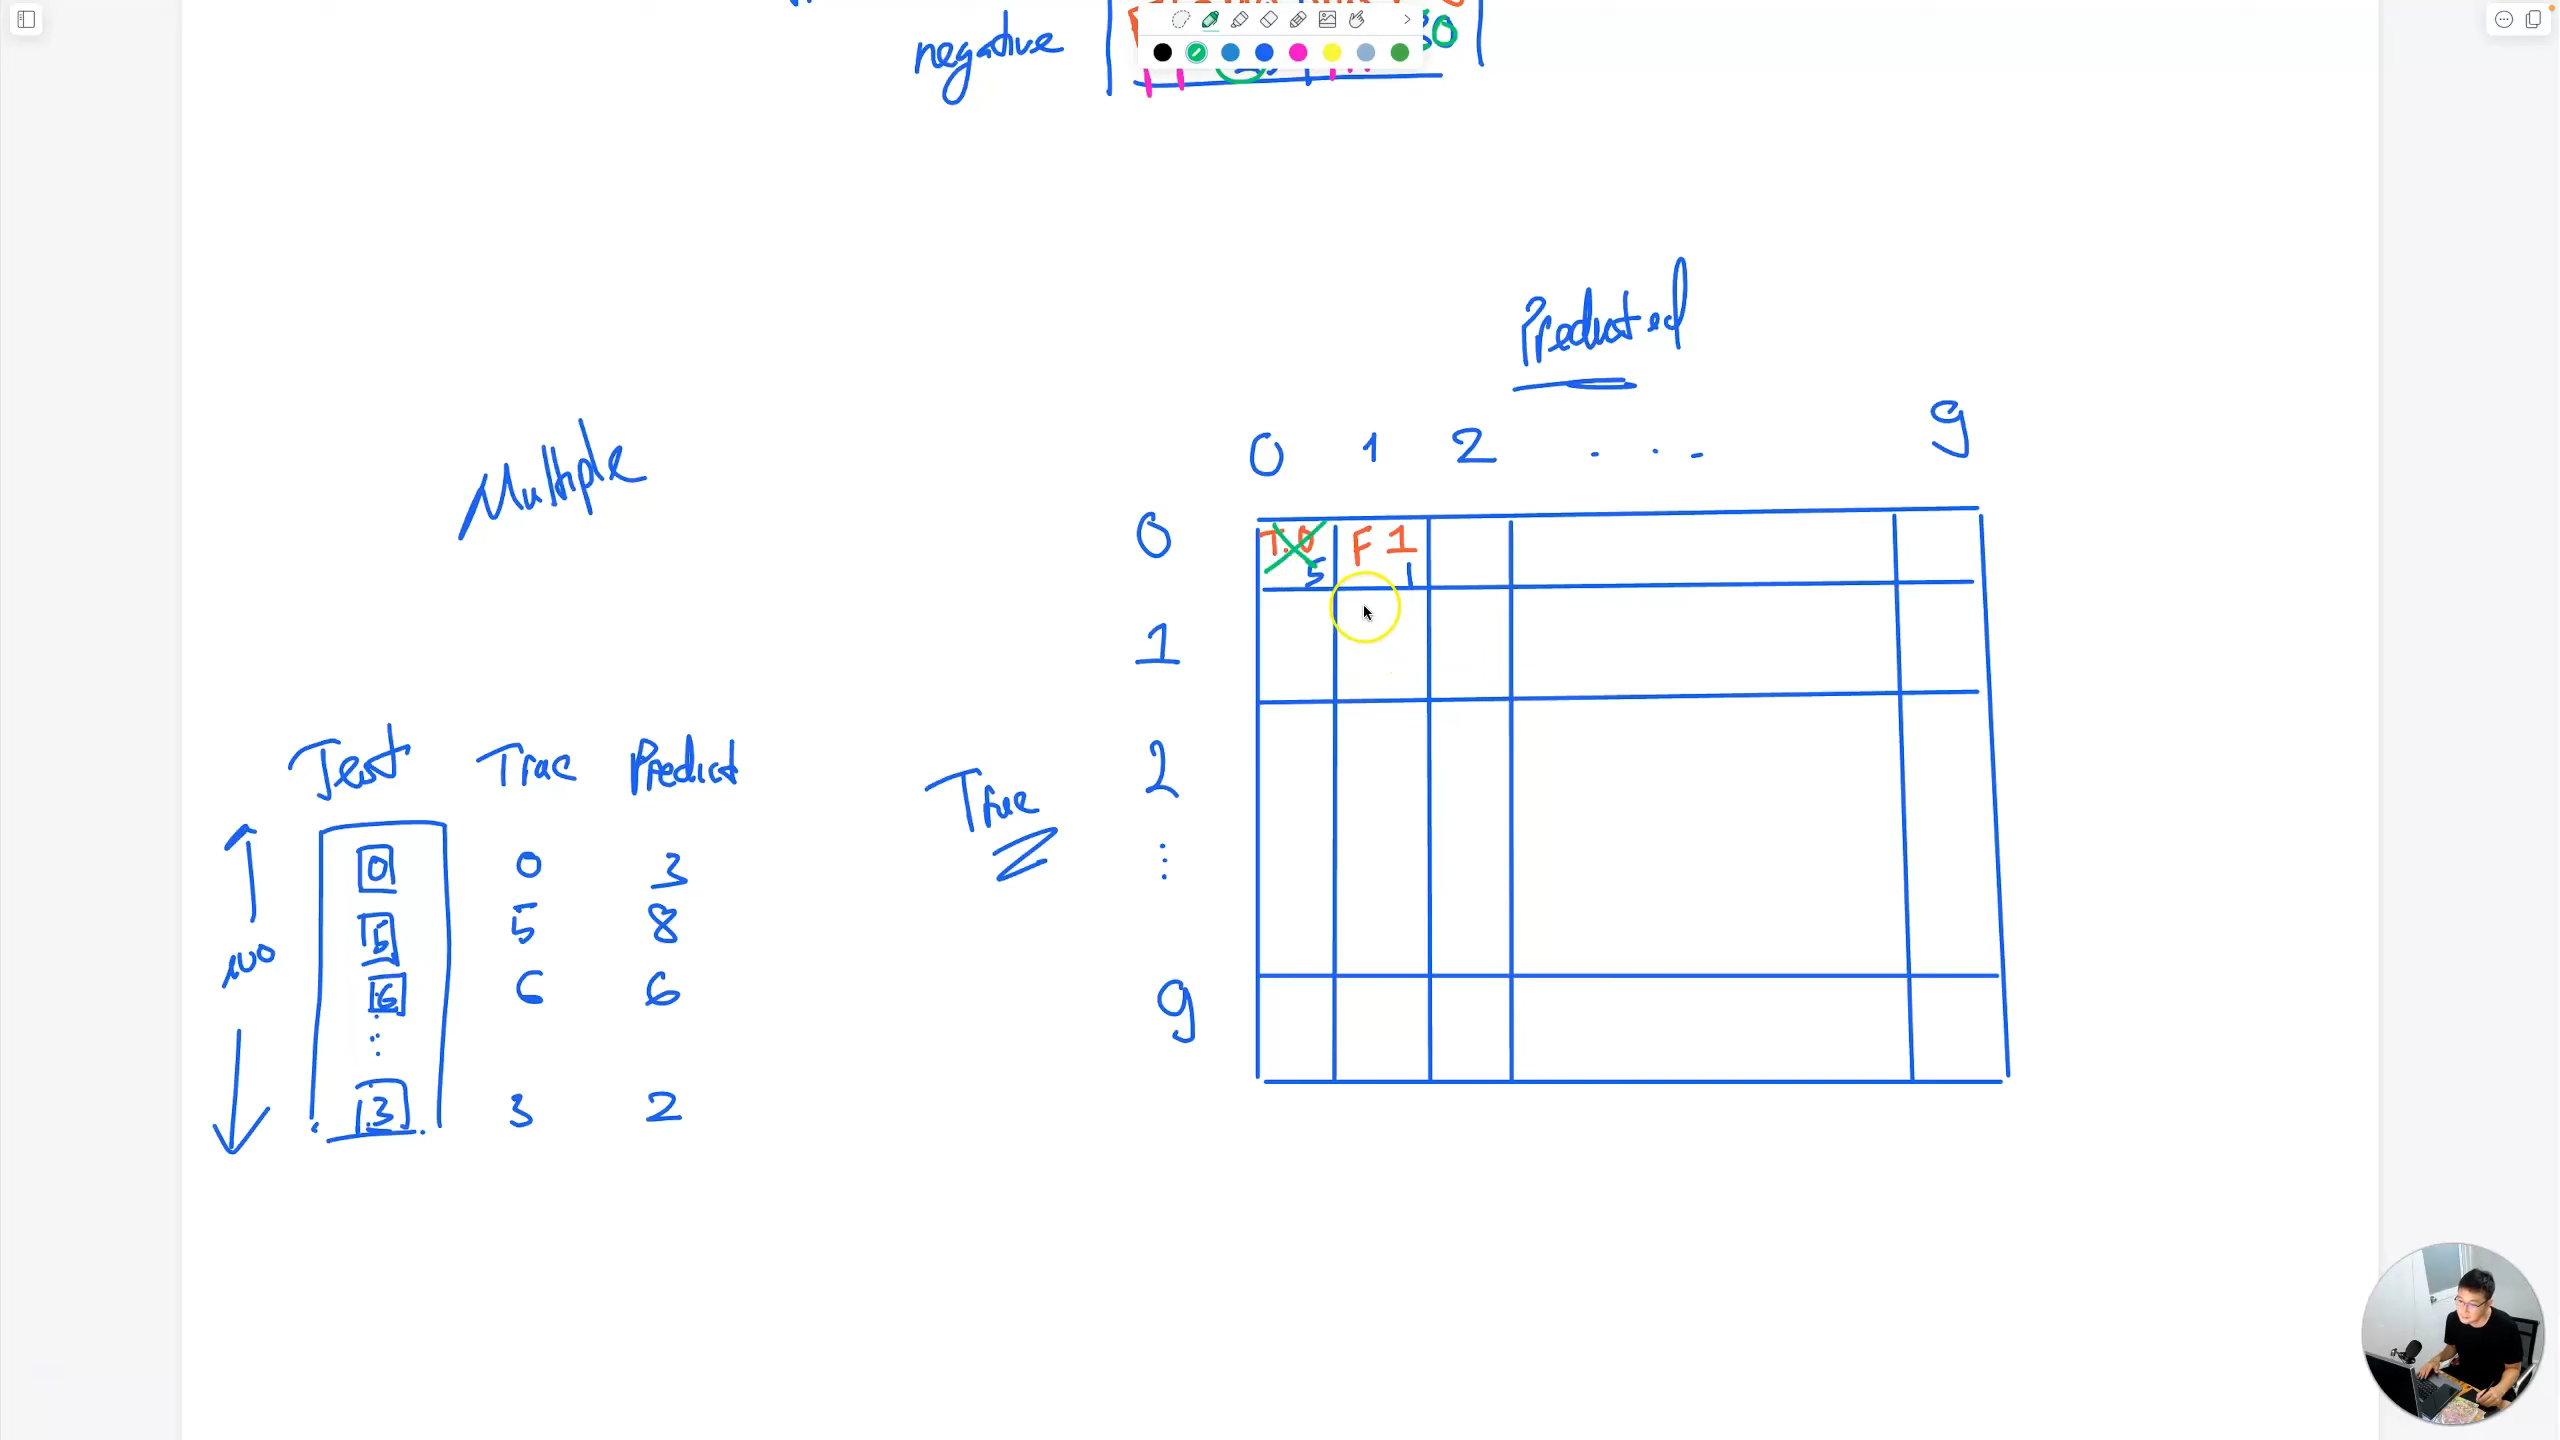 negative
Predicted
0 1 2 . . . 9
Multiple
0 T.0 5 F 1 1
1
2
True
9
Test True Predict
0 0 3
5 5 8
6 6 6
100
3 3 2